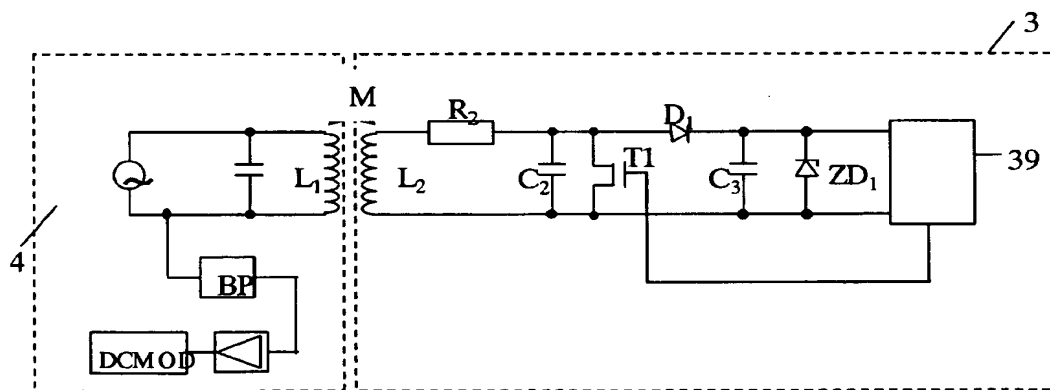 3
M
R₂
D₁
T1
L₁
L₂
C₂
C₃
ZD₁
39
4
BP
DCMOD